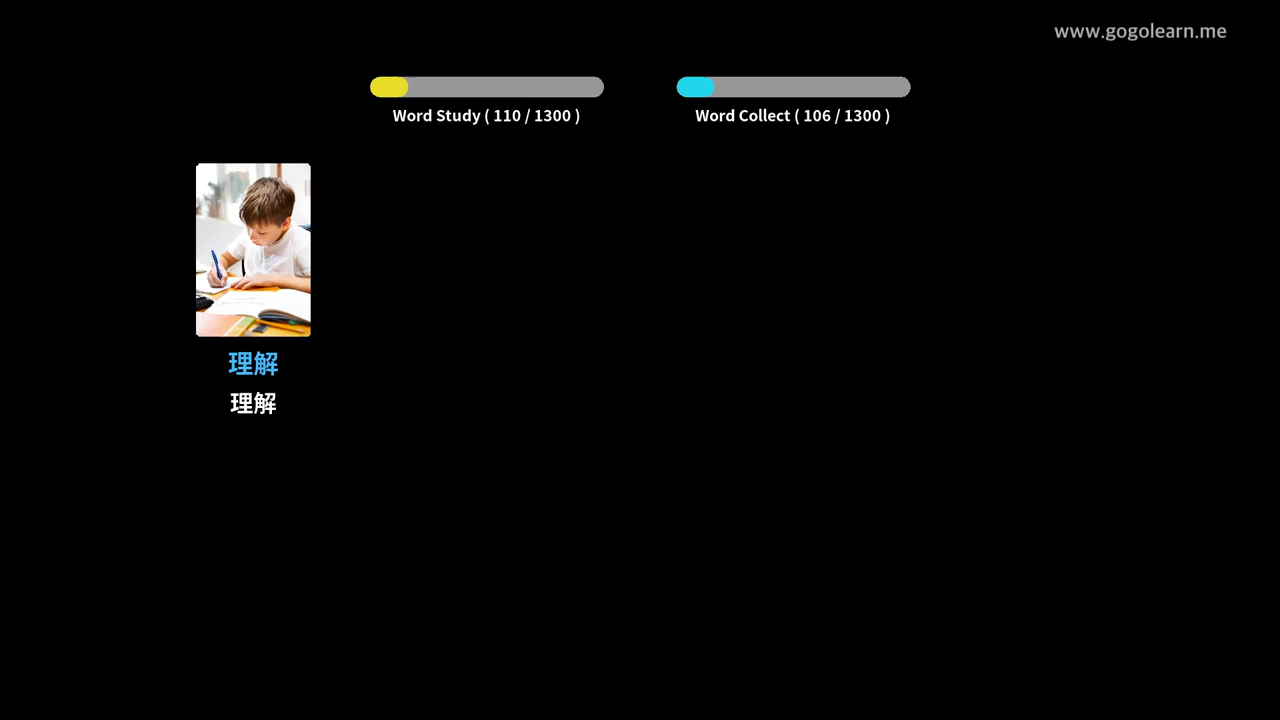 www.gogolearn.me
Word Study ( 110 / 1300 )
Word Collect ( 106 / 1300 )
理解
理解